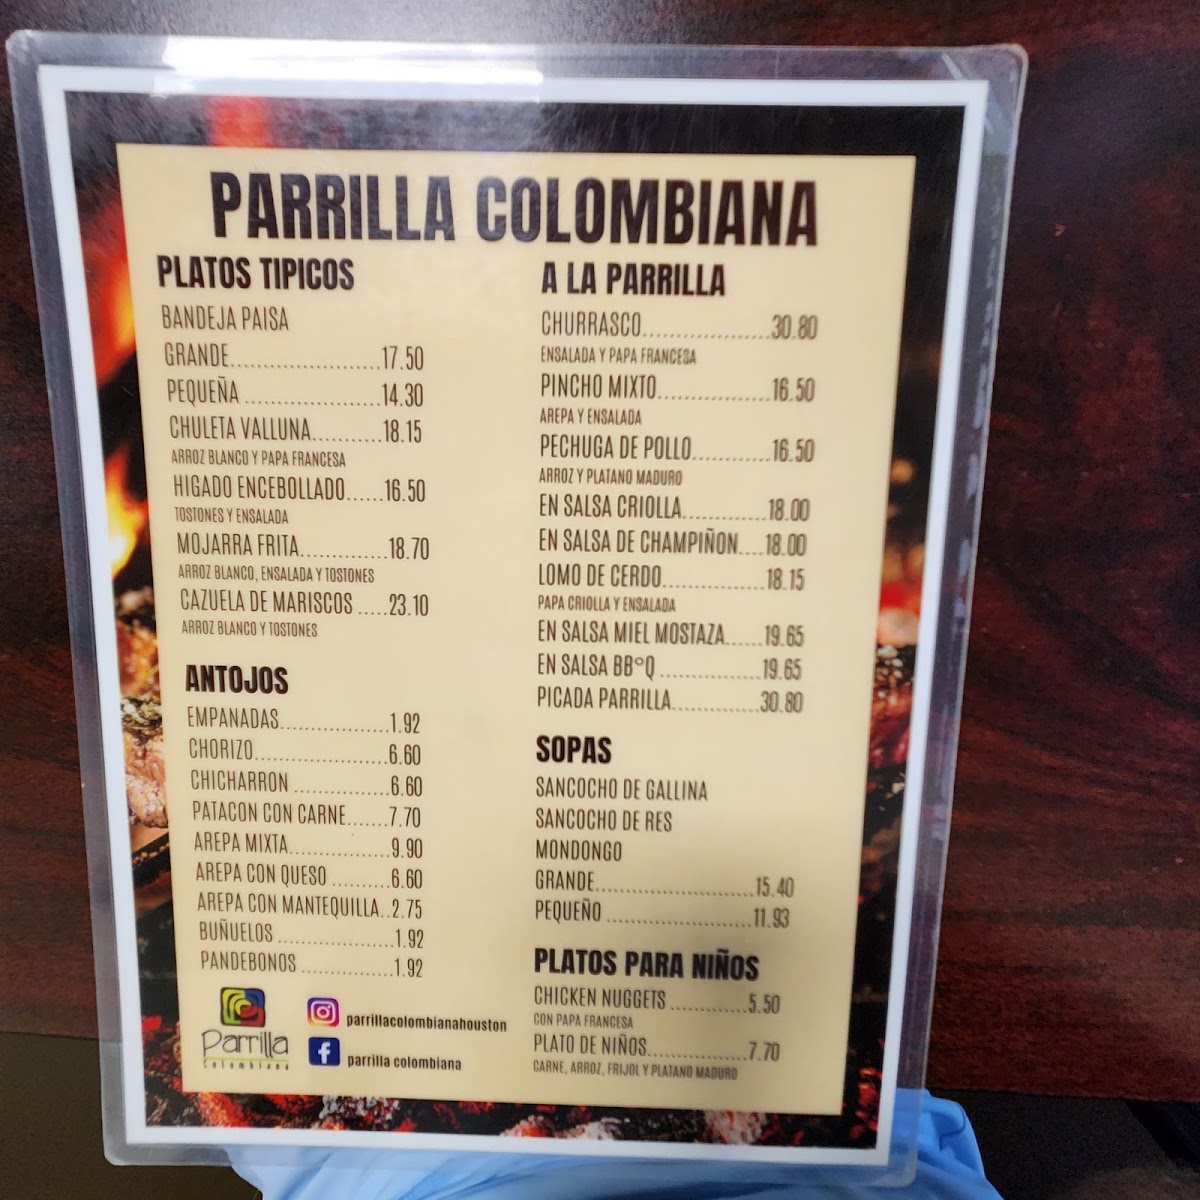 PARRILLA COLOMBIANA
PLATOS TIPICOS
BANDEJA PAISA
GRANDE........................17.50
PEQUEÑA ......................14.30
CHULETA VALLUNA...........18.15
ARROZ BLANCO Y PAPA FRANCESA
HIGADO ENCEBOLLADO......16.50
TOSTONES Y ENSALADA
MOJARRA FRITA..............18.70
ARROZ BLANCO, ENSALADA Y TOSTONES
CAZUELA DE MARISCOS .....23.10
ARROZ BLANCO Y TOSTONES
ANTOJOS
EMPANADAS..................1.92
CHORIZO......................6.60
CHICHARRON ................6.60
PATACON CON CARNE.......7.70
AREPA MIXTA.................9.90
AREPA CON QUESO ..........6.60
AREPA CON MANTEQUILLA..2.75
BUÑUELOS ...................1.92
PANDEBONOS ...............1.92
Parrilla
Colombiana
parrillacolombianahouston
parrilla colombiana
A LA PARRILLA
CHURRASCO.....................30.80
ENSALADA Y PAPA FRANCESA
PINCHO MIXTO..................16.50
AREPA Y ENSALADA
PECHUGA DE POLLO............16.50
ARROZ Y PLATANO MADURO
EN SALSA CRIOLLA.............18.00
EN SALSA DE CHAMPIÑON....18.00
LOMO DE CERDO................18.15
PAPA CRIOLLA Y ENSALADA
EN SALSA MIEL MOSTAZA......19.65
EN SALSA BBºQ ................19.65
PICADA PARRILLA..............30.80
SOPAS
SANCOCHO DE GALLINA
SANCOCHO DE RES
MONDONGO
GRANDE..........................15.40
PEQUEÑO ........................11.93
PLATOS PARA NIÑOS
CHICKEN NUGGETS ............5.50
CON PAPA FRANCESA
PLATO DE NIÑOS................7.70
CARNE, ARROZ, FRIJOL Y PLATANO MADURO